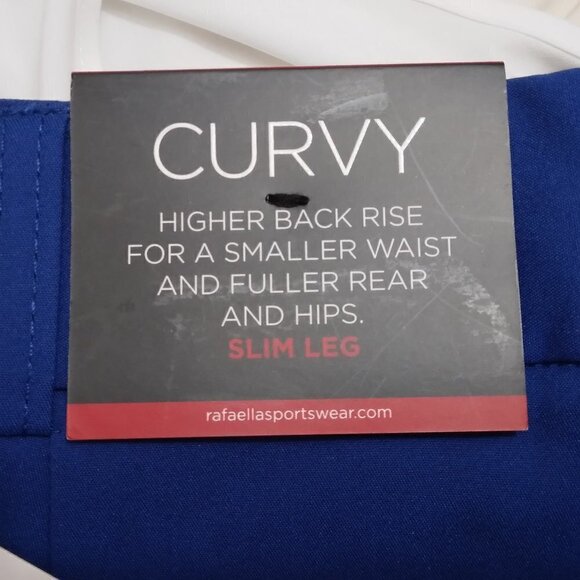 CURVY
HIGHER BACK RISE
FOR A SMALLER WAIST
AND FULLER REAR
AND HIPS.
SLIM LEG
rafaellasportswear.com